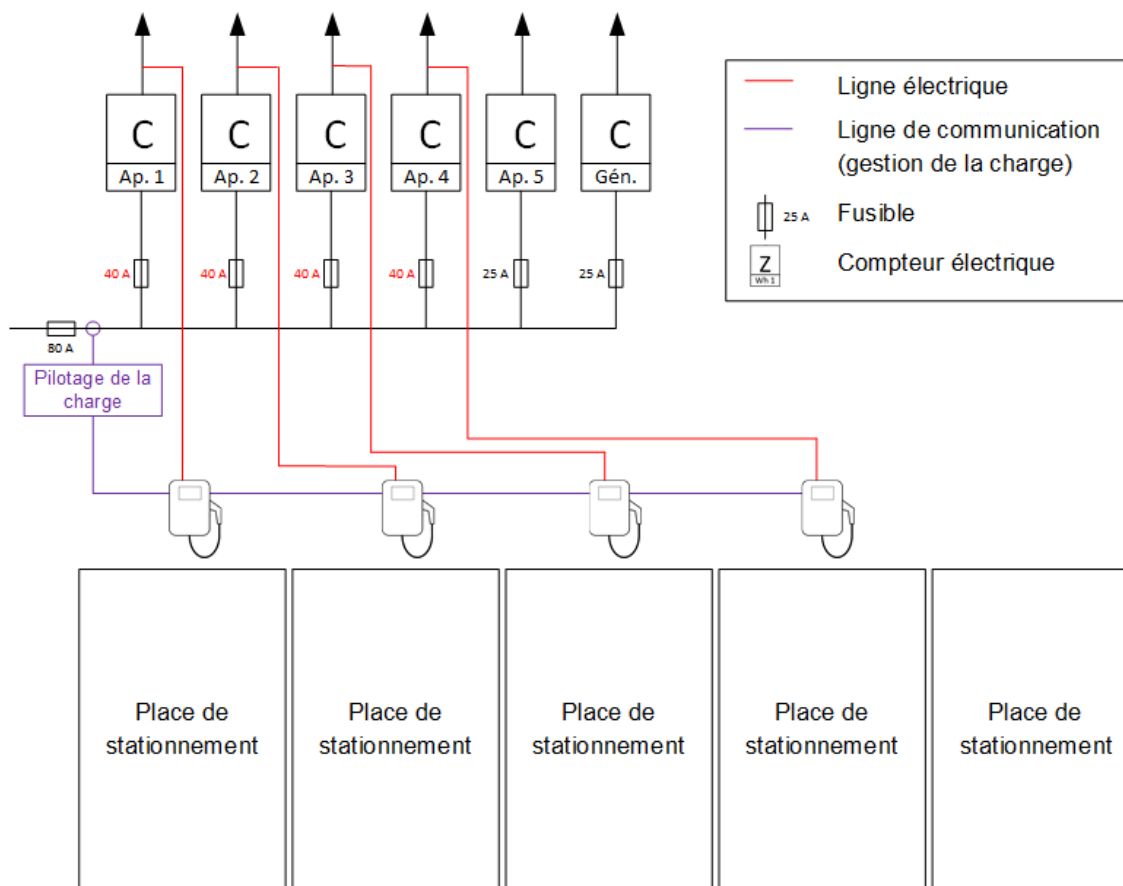 C
C
C
C
C
C
Ap. 1
Ap. 2
Ap. 3
Ap. 4
Ap. 5
Gén.
40 A
40 A
40 A
40 A
25 A
25 A
80 A
Pilotage de la
charge
Ligne électrique
Ligne de communication
(gestion de la charge)
25 A
Fusible
Z
Wh 1
Compteur électrique
Place de
stationnement
Place de
stationnement
Place de
stationnement
Place de
stationnement
Place de
stationnement